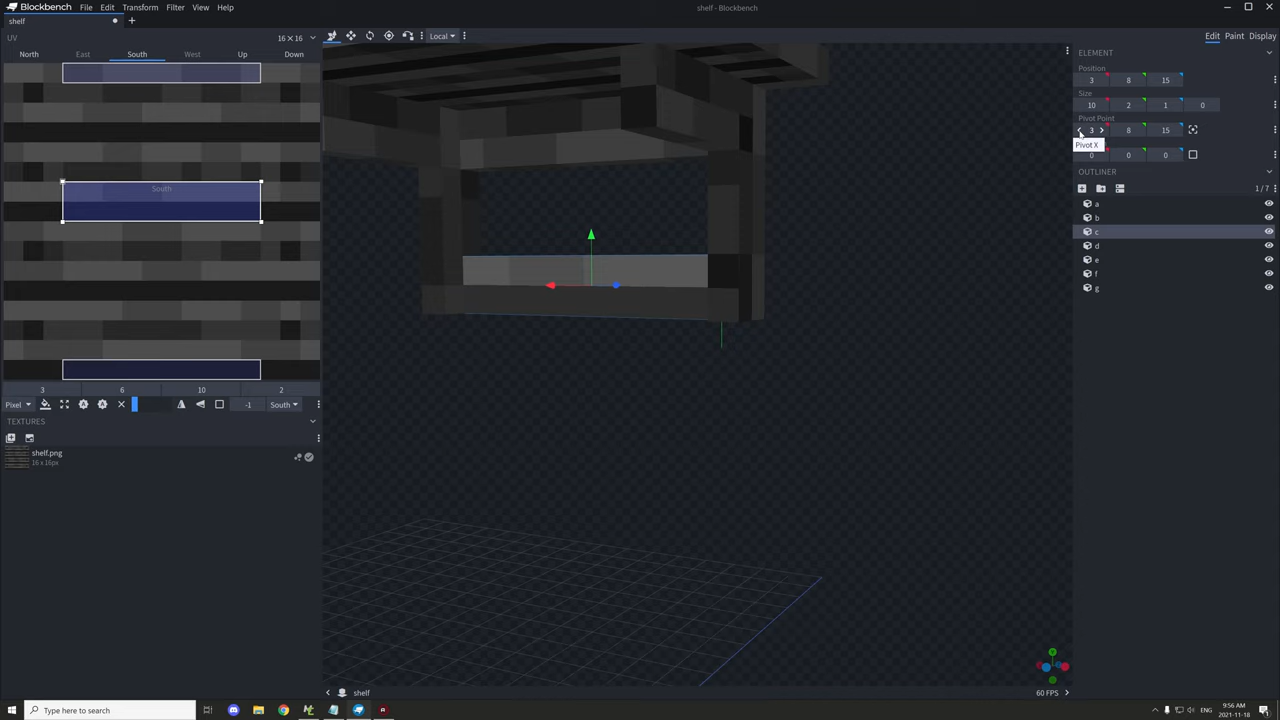 Blockbench File Edit Transform Filter View Help
shelf - Blockbench
shelf
UV 16 × 16
North East South West Up Down
South
3 6 10 2
Pixel -1 South
TEXTURES
shelf.png
16 x 16px
Local
shelf
60 FPS
Edit Paint Display
ELEMENT
Position
3 8 15
Size
10 2 1 0
Pivot Point
3 8 15
Pivot X
0 0 0
OUTLINER
1 / 7
a
b
c
d
e
f
g
Type here to search
ENG
9:56 AM
2021-11-18